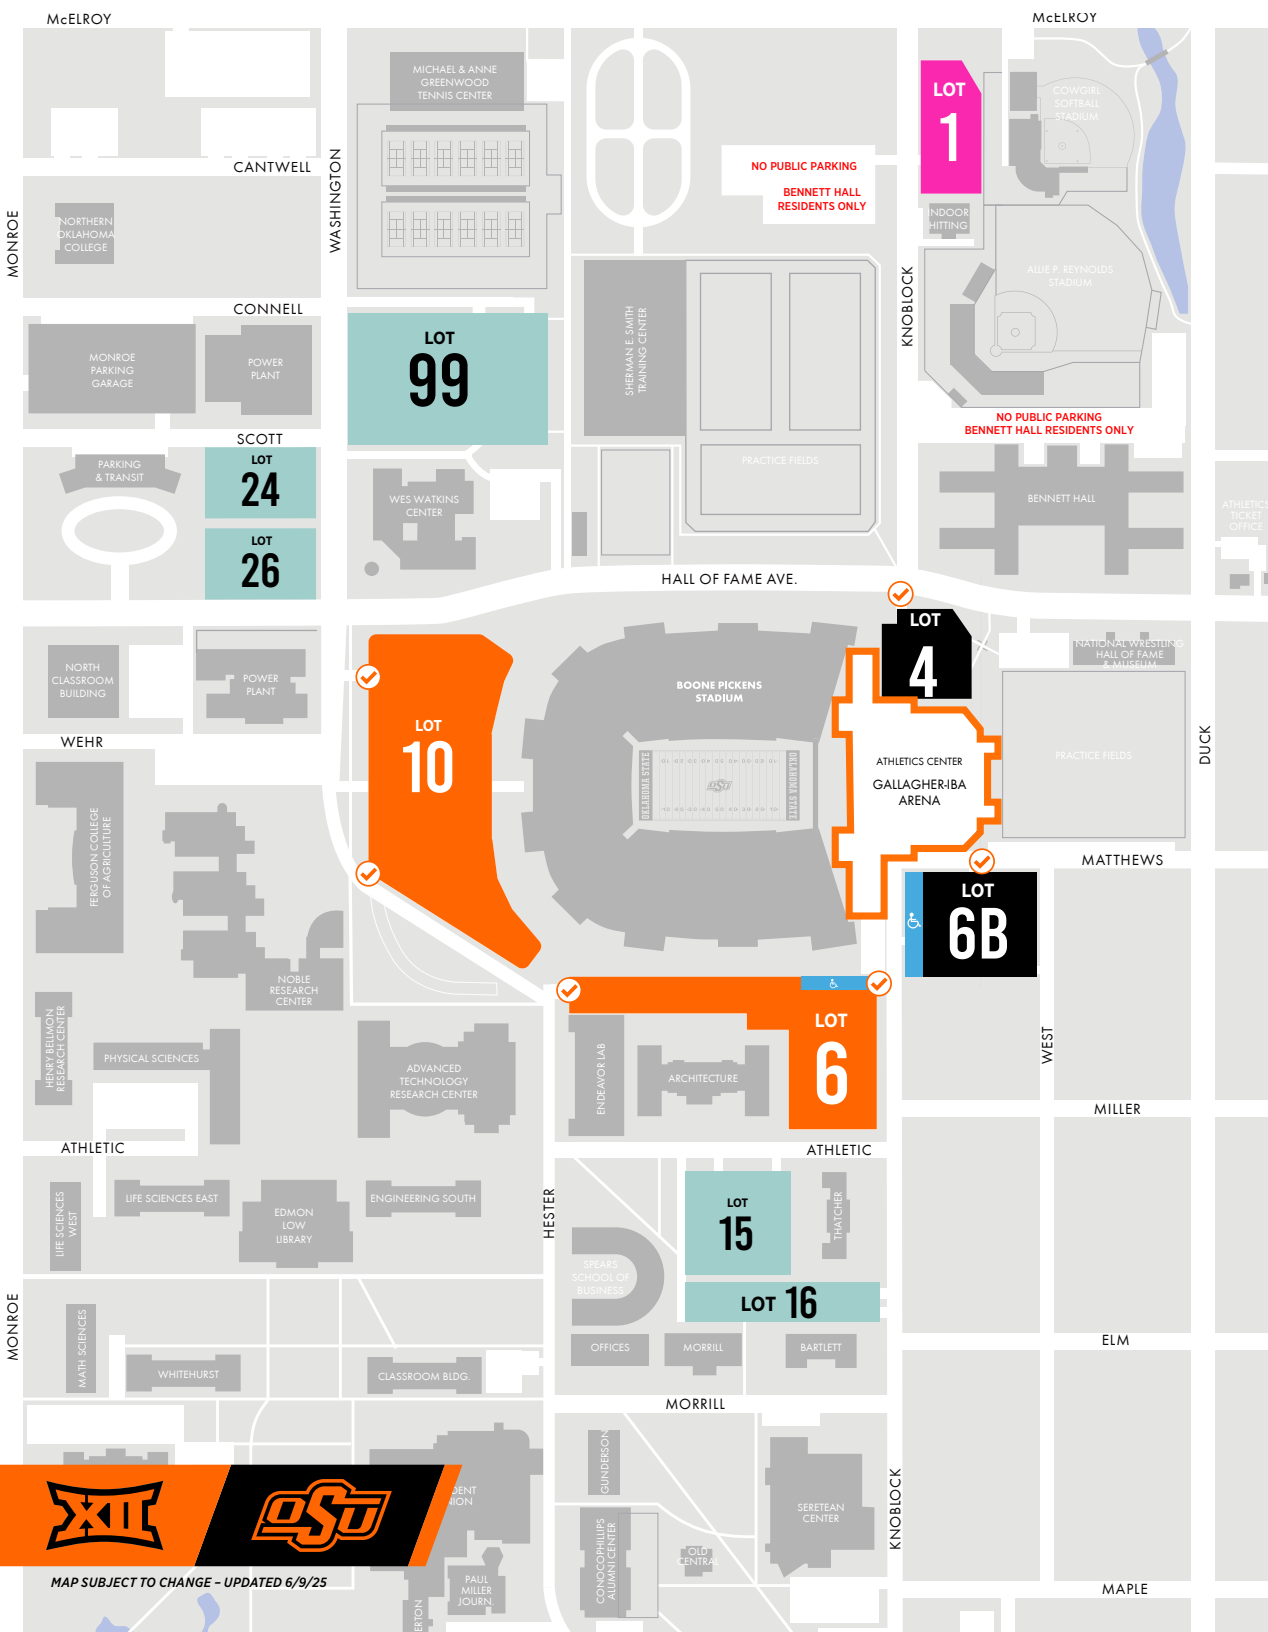 McELROY
McELROY
MICHAEL & ANNE
GREENWOOD
TENNIS CENTER
LOT
1
COWGIRL
SOFTBALL
STADIUM
CANTWELL
WASHINGTON
NO PUBLIC PARKING
BENNETT HALL
RESIDENTS ONLY
MONROE
NORTHERN
OKLAHOMA
COLLEGE
INDOOR
HITTING
KNOBLOCK
ALLIE P. REYNOLDS
STADIUM
CONNELL
MONROE
PARKING
GARAGE
POWER
PLANT
LOT
99
SHERMAN E. SMITH
TRAINING CENTER
NO PUBLIC PARKING
BENNETT HALL RESIDENTS ONLY
SCOTT
PARKING
& TRANSIT
LOT
24
LOT
26
WES WATKINS
CENTER
PRACTICE FIELDS
BENNETT HALL
ATHLETICS
TICKET
OFFICE
HALL OF FAME AVE.
LOT
4
NATIONAL WRESTLING
HALL OF FAME
& MUSEUM
NORTH
CLASSROOM
BUILDING
POWER
PLANT
LOT
10
BOONE PICKENS
STADIUM
OKLAHOMA STATE
OSU
OKLAHOMA STATE
ATHLETICS CENTER
GALLAGHER-IBA
ARENA
PRACTICE FIELDS
DUCK
WEHR
FERGUSON COLLEGE
OF AGRICULTURE
MATTHEWS
LOT
6B
NOBLE
RESEARCH
CENTER
HENRY BELLMON
RESEARCH CENTER
PHYSICAL SCIENCES
ADVANCED
TECHNOLOGY
RESEARCH CENTER
ENDEAVOR LAB
ARCHITECTURE
LOT
6
WEST
MILLER
ATHLETIC
ATHLETIC
LIFE SCIENCES
WEST
LIFE SCIENCES EAST
EDMON
LOW
LIBRARY
ENGINEERING SOUTH
HESTER
LOT
15
THATCHER
SPEARS
SCHOOL OF
BUSINESS
LOT 16
MONROE
MATH SCIENCES
WHITEHURST
CLASSROOM BLDG.
OFFICES
MORRILL
BARTLETT
ELM
MORRILL
GUNDERSON
KNOBLOCK
SERETEAN
CENTER
CONOCOPHILLIPS
ALUMNI CENTER
OLD
CENTRAL
DENT
NION
XII
OSU
PAUL
MILLER
JOURN.
ERTON
MAPLE
MAP SUBJECT TO CHANGE – UPDATED 6/9/25